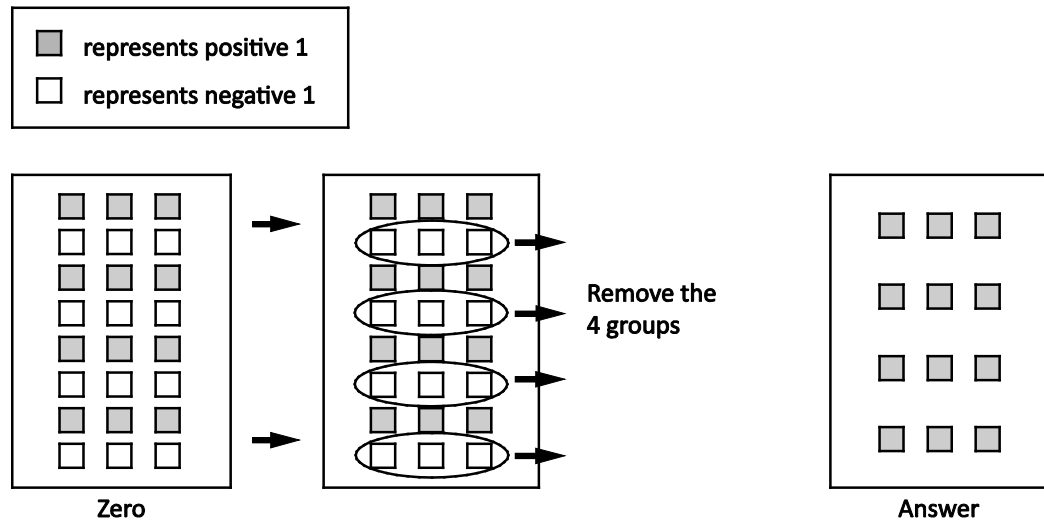 represents positive 1
represents negative 1
Remove the
4 groups
Zero
Answer